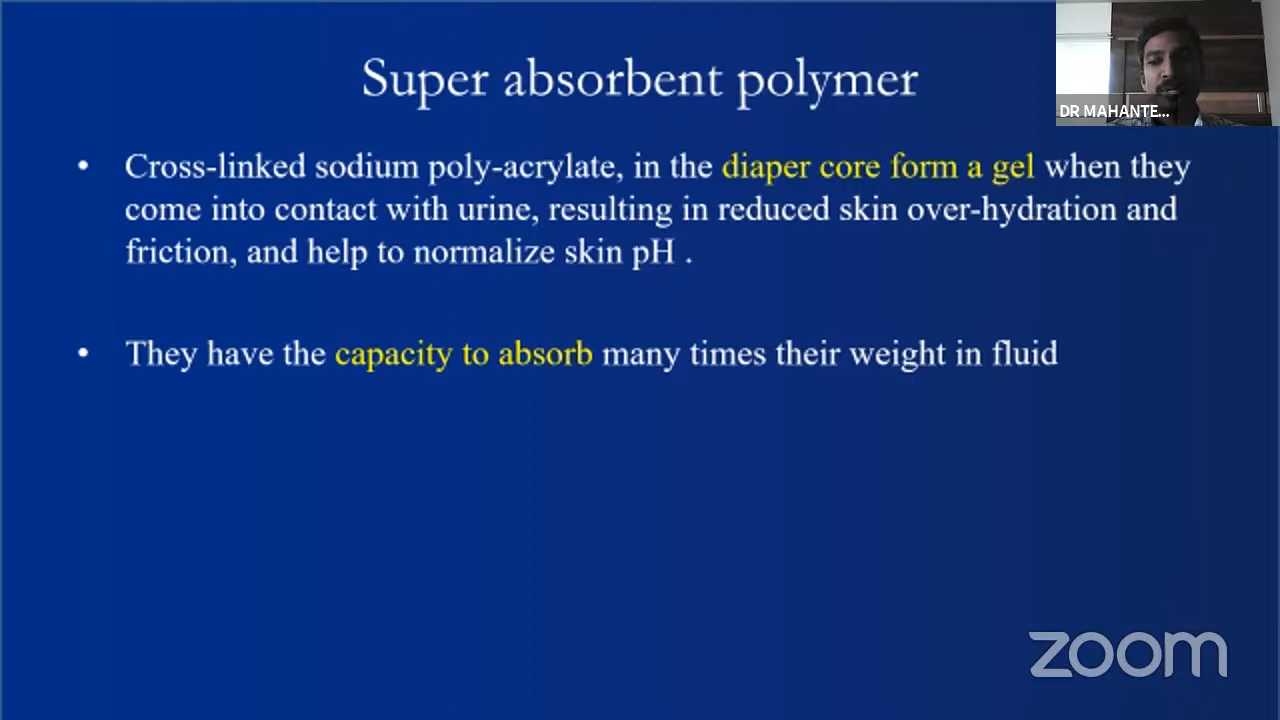 Super absorbent polymer
DR MAHANTE...
• Cross-linked sodium poly-acrylate, in the diaper core form a gel when they
come into contact with urine, resulting in reduced skin over-hydration and
friction, and help to normalize skin pH .
• They have the capacity to absorb many times their weight in fluid
zoom